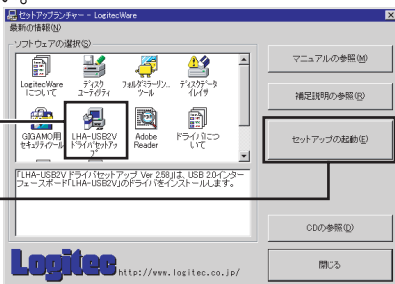 セットアップランチャー - LogitecWare
最新の情報(N)
ソフトウェアの選択(S)
LogitecWare
について
ディスク
ユーティリティ
フォルダミラーリン...
ツール
ディスクデータ
イレイサ
GIGAMO用
セキュリティツール
LHA-USB2V
ドライバセットアッ
プ
Adobe
Reader
ドライバにつ
いて
「LHA-USB2V ドライバセットアップ Ver 2.58」は、USB 2.0インター
フェースボード「LHA-USB2V」のドライバをインストールします。
マニュアルの参照(M)
補足説明の参照(R)
セットアップの起動(E)
CDの参照(D)
閉じる
Logitec
http://www.logitec.co.jp/